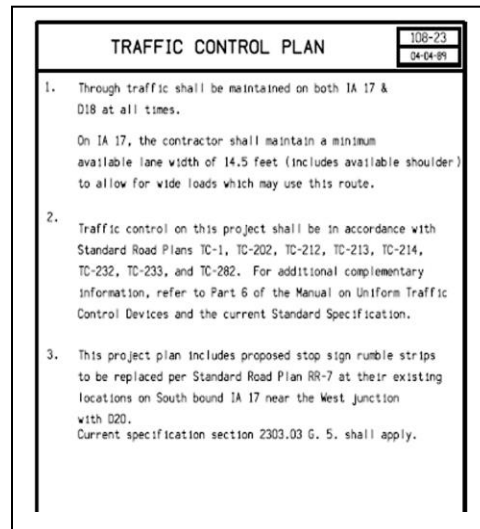 TRAFFIC CONTROL PLAN
108-23
04-04-89
1. Through traffic shall be maintained on both IA 17 &
D18 at all times.
On IA 17, the contractor shall maintain a minimum
available lane width of 14.5 feet (includes available shoulder)
to allow for wide loads which may use this route.
2.
Traffic control on this project shall be in accordance with
Standard Road Plans TC-1, TC-202, TC-212, TC-213, TC-214,
TC-232, TC-233, and TC-282. For additional complementary
information, refer to Part 6 of the Manual on Uniform Traffic
Control Devices and the current Standard Specification.
3. This project plan includes proposed stop sign rumble strips
to be replaced per Standard Road Plan RR-7 at their existing
locations on South bound IA 17 near the West junction
with D20.
Current specification section 2303.03 G. 5. shall apply.